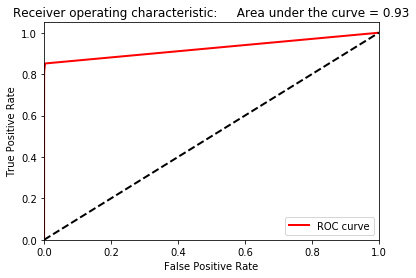 Receiver operating characteristic:     Area under the curve = 0.93
1.0
0.8
0.6
0.4
0.2
0.0
True Positive Rate
ROC curve
0.0 0.2 0.4 0.6 0.8 1.0
False Positive Rate